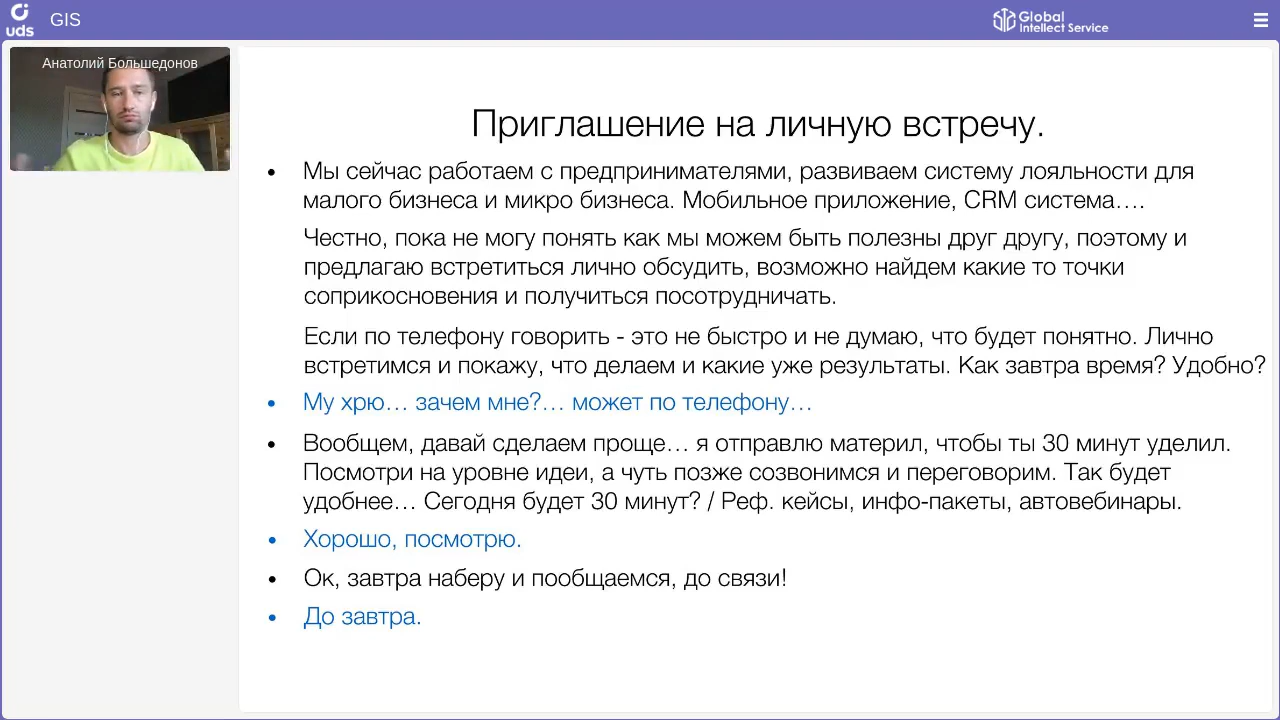 uds
GIS
Global
Intellect Service
Анатолий Большедонов
Приглашение на личную встречу.
• Мы сейчас работаем с предпринимателями, развиваем систему лояльности для
малого бизнеса и микро бизнеса. Мобильное приложение, CRM система….
Честно, пока не могу понять как мы можем быть полезны друг другу, поэтому и
предлагаю встретиться лично обсудить, возможно найдем какие то точки
соприкосновения и получиться посотрудничать.
Если по телефону говорить - это не быстро и не думаю, что будет понятно. Лично
встретимся и покажу, что делаем и какие уже результаты. Как завтра время? Удобно?
• Му хрю… зачем мне?… может по телефону…
• Вообщем, давай сделаем проще… я отправлю материл, чтобы ты 30 минут уделил.
Посмотри на уровне идеи, а чуть позже созвонимся и переговорим. Так будет
удобнее… Сегодня будет 30 минут? / Реф. кейсы, инфо-пакеты, автовебинары.
• Хорошо, посмотрю.
• Ок, завтра наберу и пообщаемся, до связи!
• До завтра.